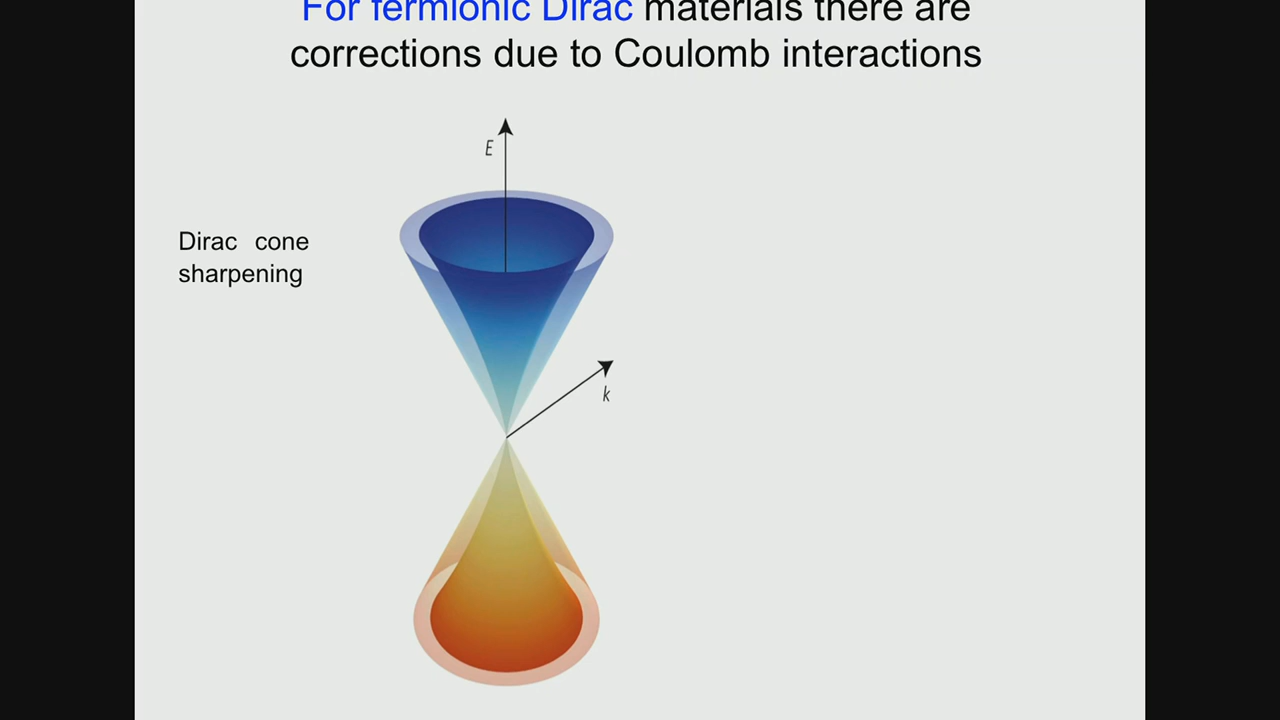 For fermionic Dirac materials there are
corrections due to Coulomb interactions
E
Dirac cone
sharpening
k